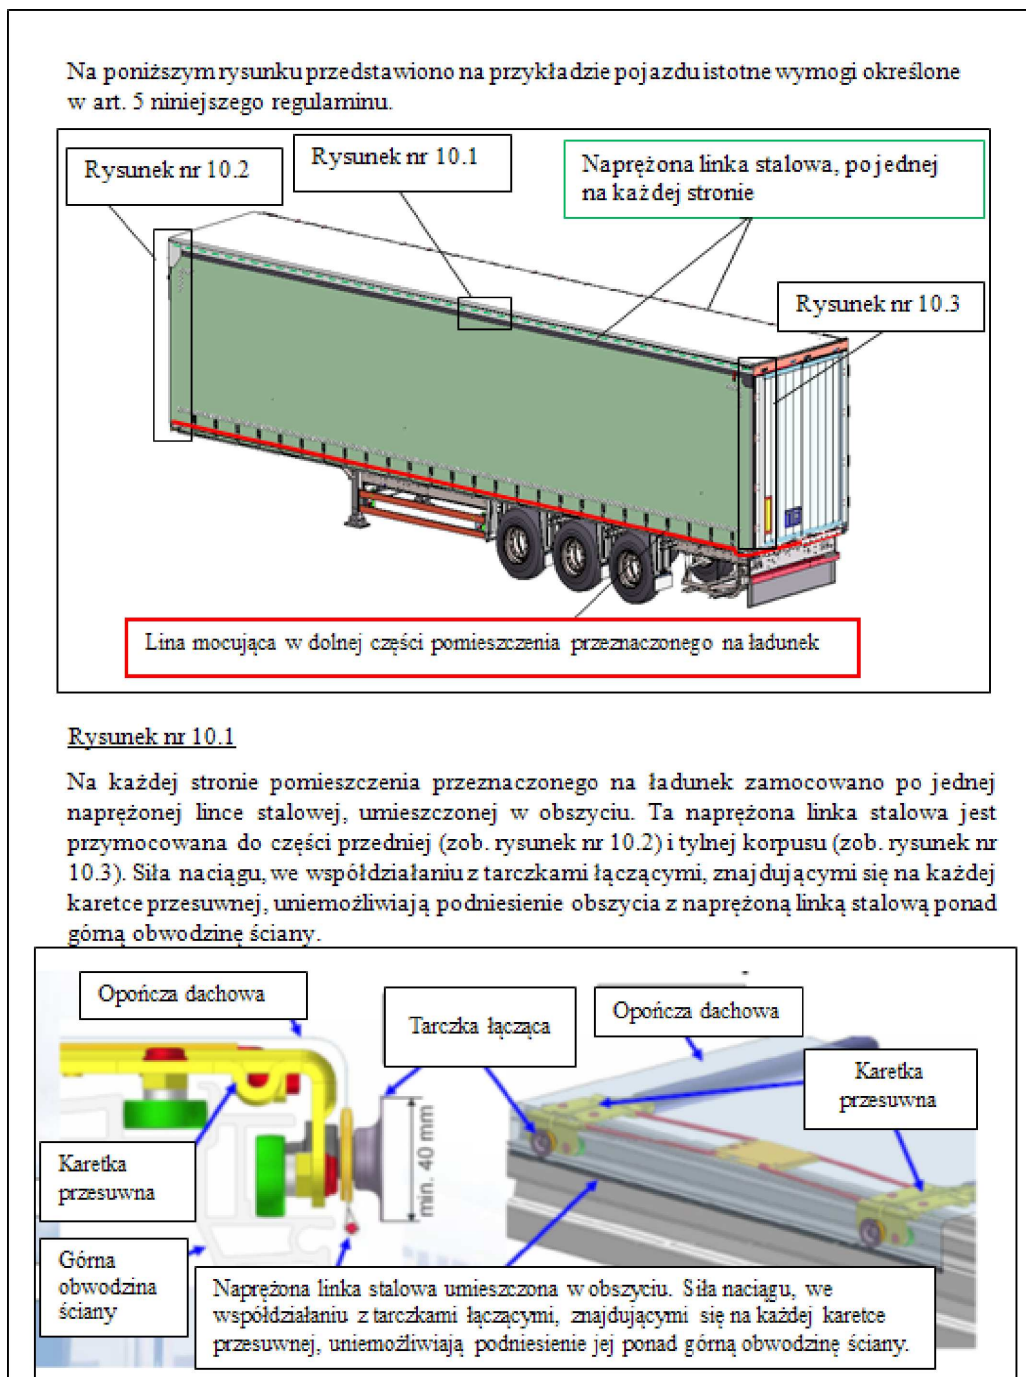 Na poniższym rysunku przedstawiono na przykładzie pojazdu istotne wymogi określone
w art. 5 niniejszego regulaminu.
Rysunek nr 10.2
Rysunek nr 10.1
Naprężona linka stalowa, po jednej
na każdej stronie
Rysunek nr 10.3
Lina mocująca w dolnej części pomieszczenia przeznaczonego na ładunek
Rysunek nr 10.1
Na każdej stronie pomieszczenia przeznaczonego na ładunek zamocowano po jednej
naprężonej lince stalowej, umieszczonej w obszyciu. Ta naprężona linka stalowa jest
przymocowana do części przedniej (zob. rysunek nr 10.2) i tylnej korpusu (zob. rysunek nr
10.3). Siła naciągu, we współdziałaniu z tarczkami łączącymi, znajdującymi się na każdej
karetce przesuwnej, uniemożliwiają podniesienie obszycia z naprężoną linką stalową ponad
górną obwodzinę ściany.
Opończa dachowa
Tarczka łącząca
Opończa dachowa
Karetka
przesuwna
min. 40 mm
Karetka
przesuwna
Górna
obwodzina
ściany
Naprężona linka stalowa umieszczona w obszyciu. Siła naciągu, we
współdziałaniu z tarczkami łączącymi, znajdującymi się na każdej karetce
przesuwnej, uniemożliwiają podniesienie jej ponad górną obwodzinę ściany.